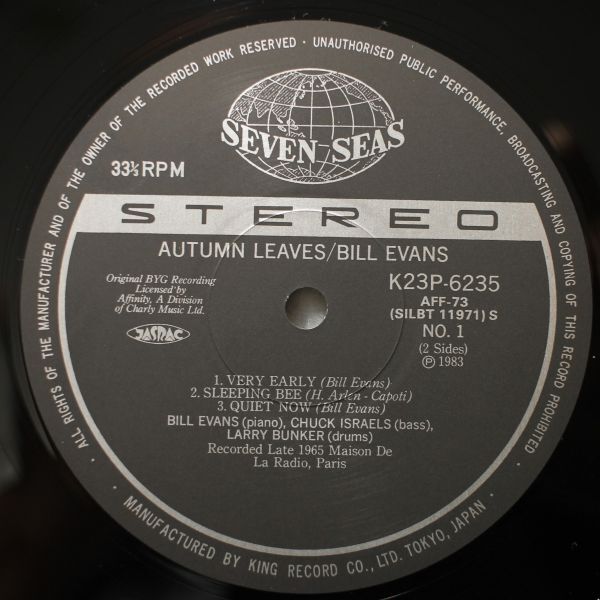 ALL RIGHTS OF THE MANUFACTURER AND OF THE OWNER OF THE RECORDED WORK RESERVED · UNAUTHORISED PUBLIC PERFORMANCE, BROADCASTING AND COPYING OF THIS RECORD PROHIBITED ·
SEVEN SEAS
33⅓ RPM
STEREO
AUTUMN LEAVES/BILL EVANS
Original BYG Recording
Licensed by
Affinity, A Division
of Charly Music Ltd.
JASRAC
K23P-6235
AFF-73
(SILBT 11971) S
NO. 1
(2 Sides)
Ⓟ 1983
1. VERY EARLY (Bill Evans)
2. SLEEPING BEE (H. Arlen - Capoti)
3. QUIET NOW (Bill Evans)
BILL EVANS (piano), CHUCK ISRAELS (bass),
LARRY BUNKER (drums)
Recorded Late 1965 Maison De
La Radio, Paris
· MANUFACTURED BY KING RECORD CO., LTD. TOKYO, JAPAN ·